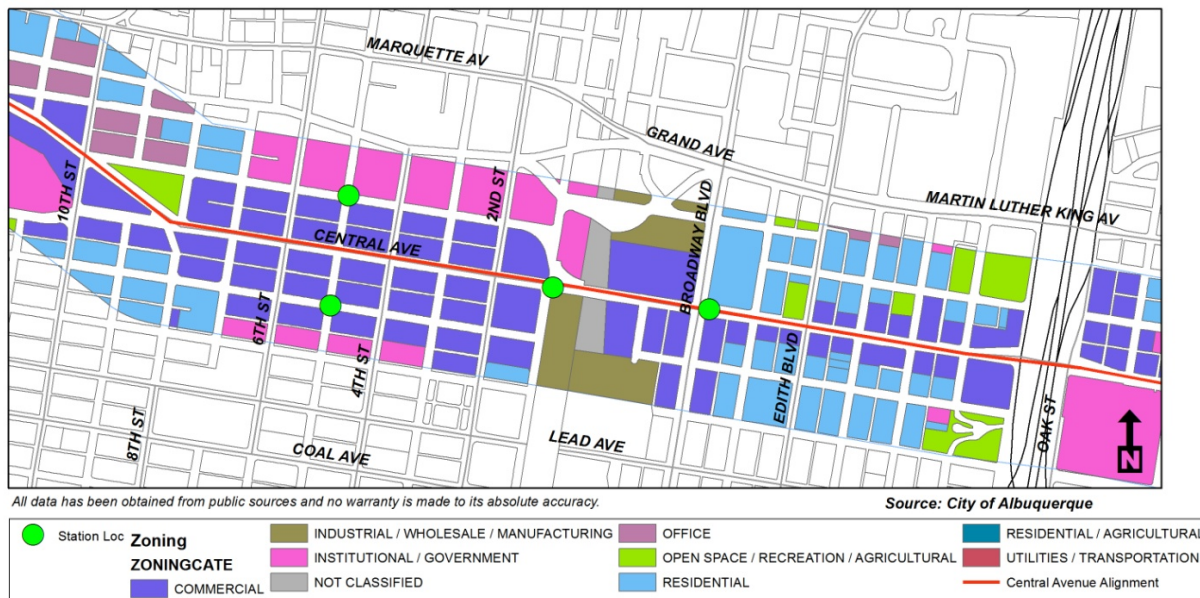 MARQUETTE AV
GRAND AVE
MARTIN LUTHER KING AV
10TH ST
2ND ST
BROADWAY BLVD
CENTRAL AVE
6TH ST
4TH ST
EDITH BLVD
8TH ST
COAL AVE
LEAD AVE
OAK ST
N
All data has been obtained from public sources and no warranty is made to its absolute accuracy.
Source: City of Albuquerque
Station Loc
Zoning
ZONINGCATE
COMMERCIAL
INDUSTRIAL / WHOLESALE / MANUFACTURING
INSTITUTIONAL / GOVERNMENT
NOT CLASSIFIED
OFFICE
OPEN SPACE / RECREATION / AGRICULTURAL
RESIDENTIAL
RESIDENTIAL / AGRICULTURAL
UTILITIES / TRANSPORTATION
Central Avenue Alignment